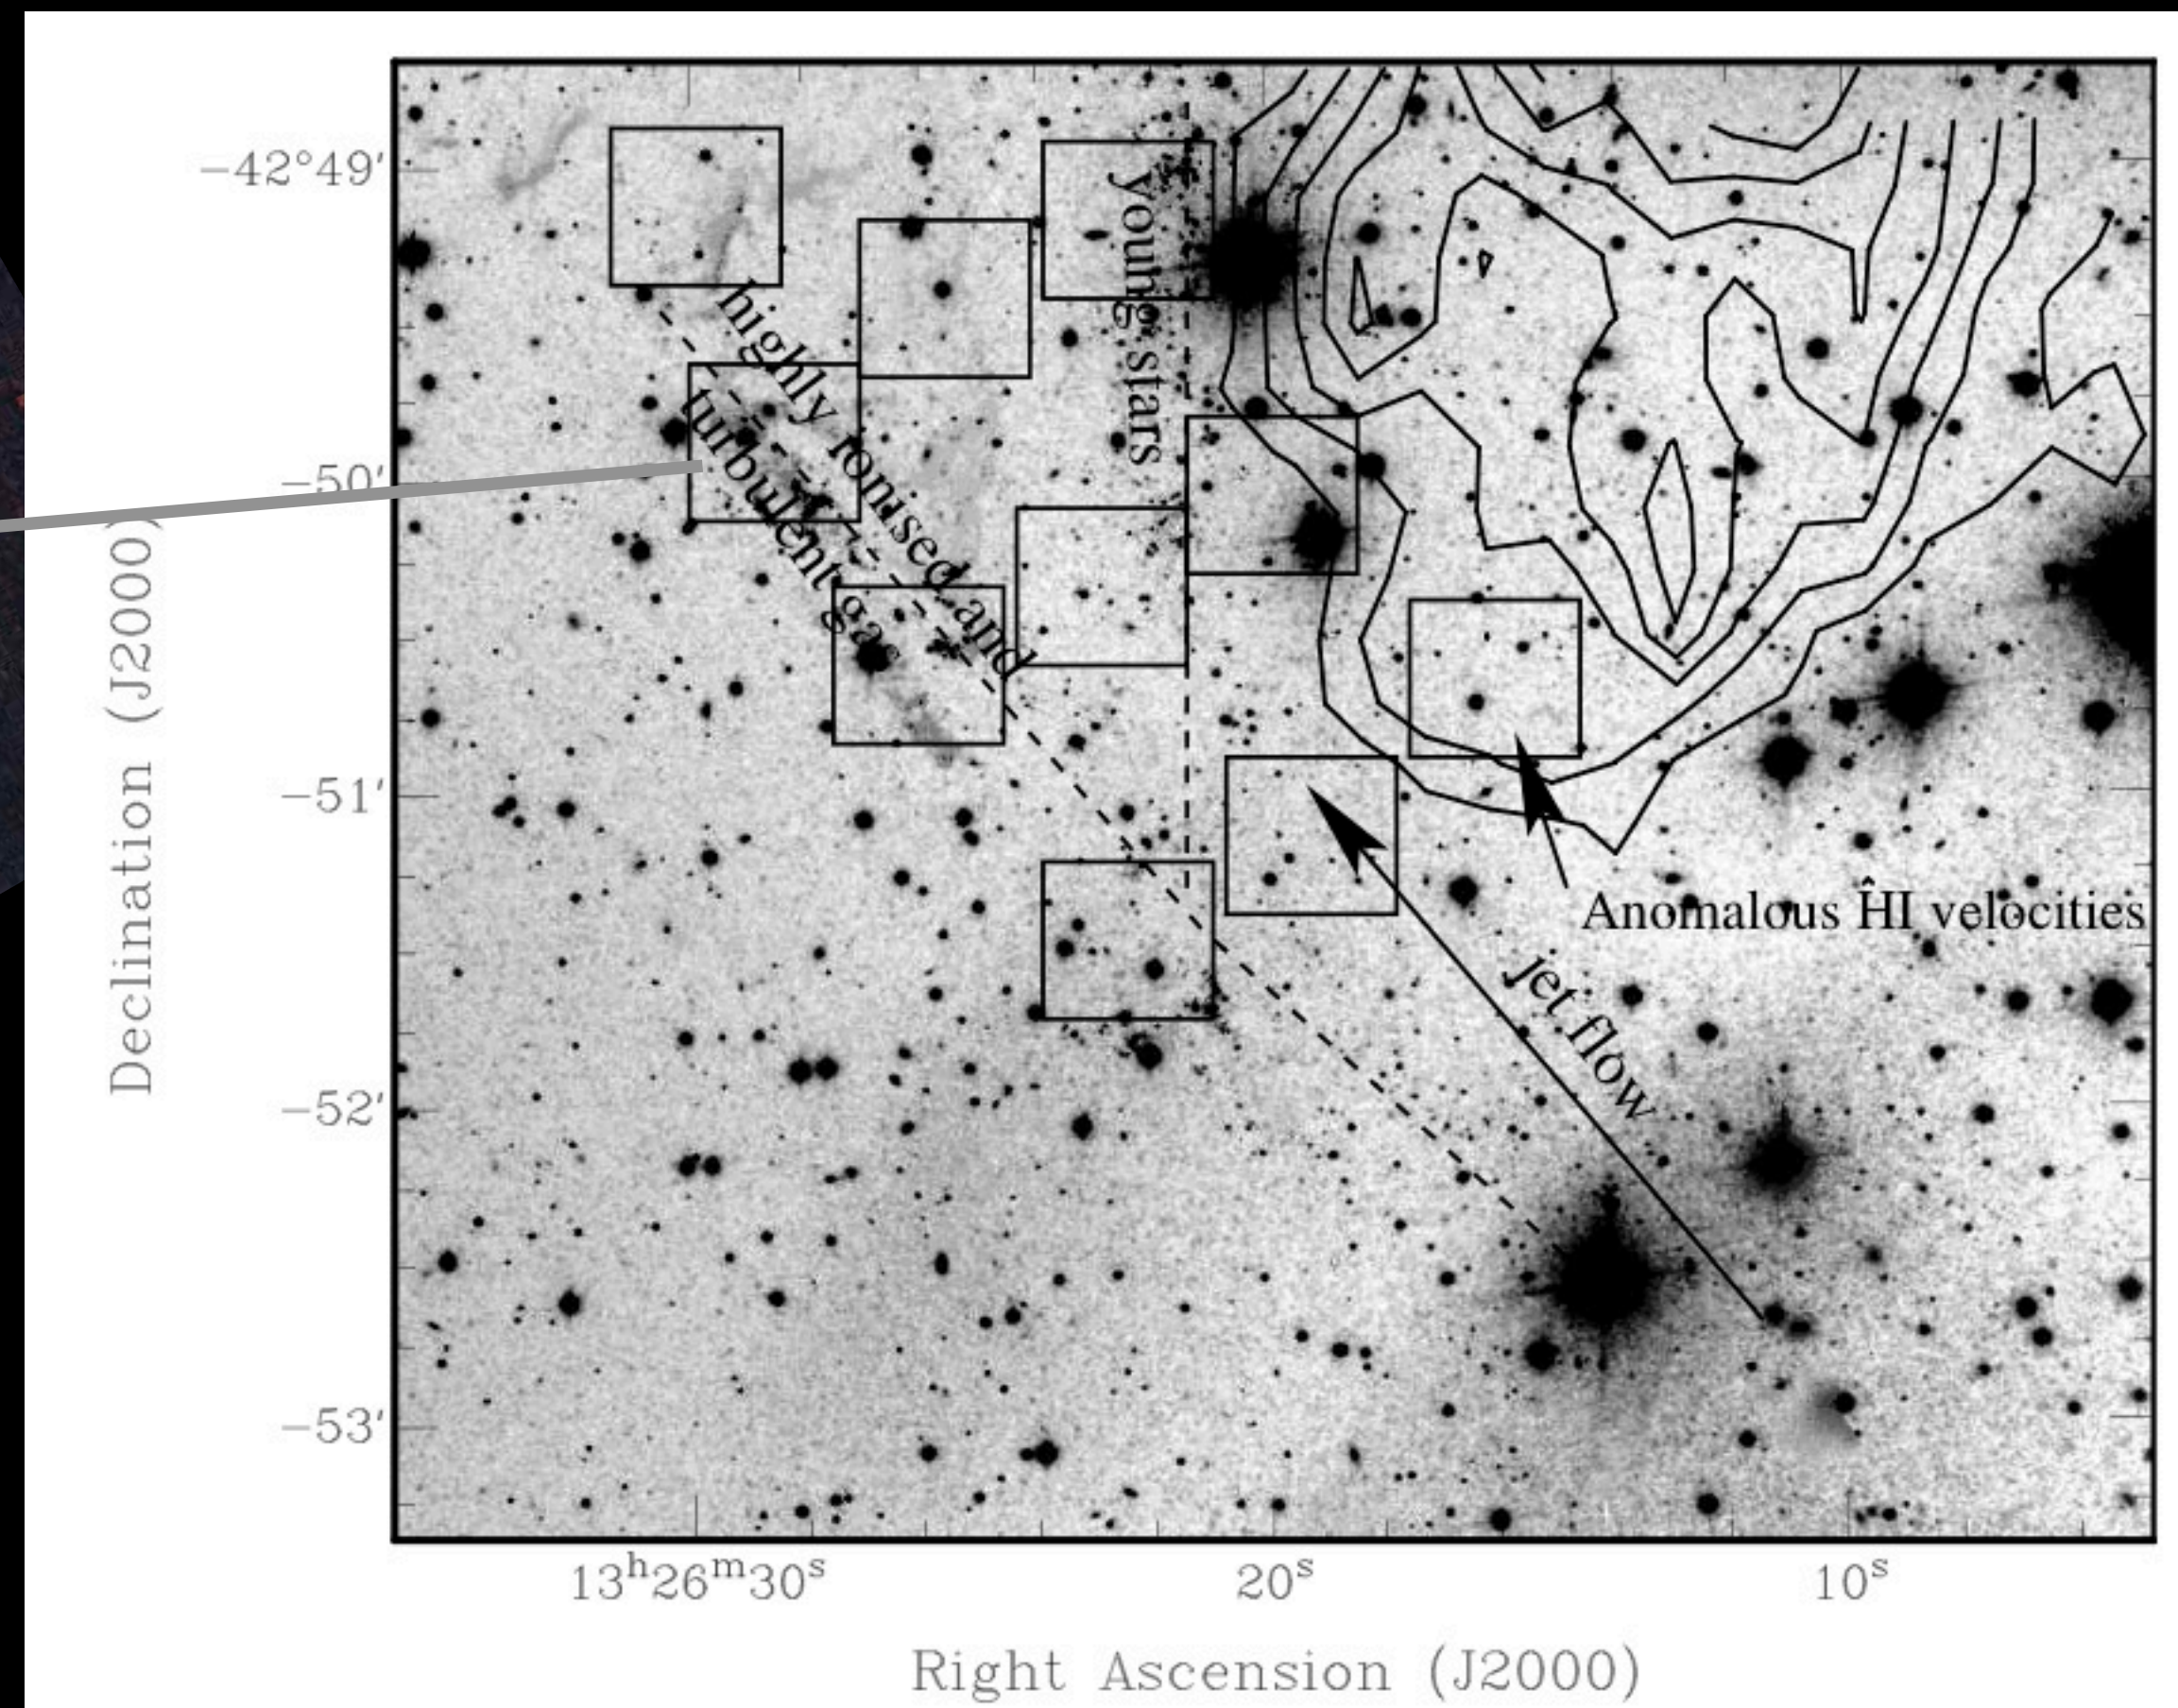 −42°49′
−50′
−51′
−52′
−53′
Declination (J2000)
young stars
highly ionised and
turbulent gas
Anomalous ĤI velocities
jet flow
13ʰ26ᵐ30ˢ
20ˢ
10ˢ
Right Ascension (J2000)